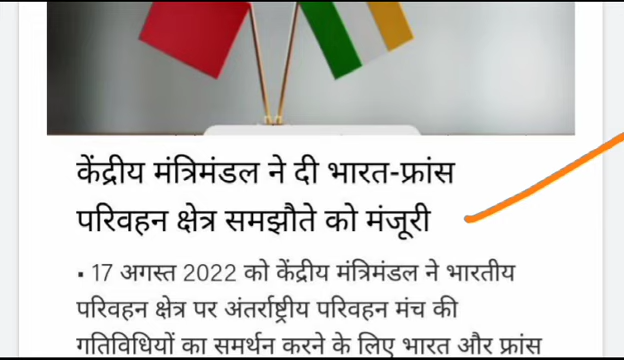 केंद्रीय मंत्रिमंडल ने दी भारत-फ्रांस
परिवहन क्षेत्र समझौते को मंजूरी
▪ 17 अगस्त 2022 को केंद्रीय मंत्रिमंडल ने भारतीय
परिवहन क्षेत्र पर अंतर्राष्ट्रीय परिवहन मंच की
गतिविधियों का समर्थन करने के लिए भारत और फ्रांस